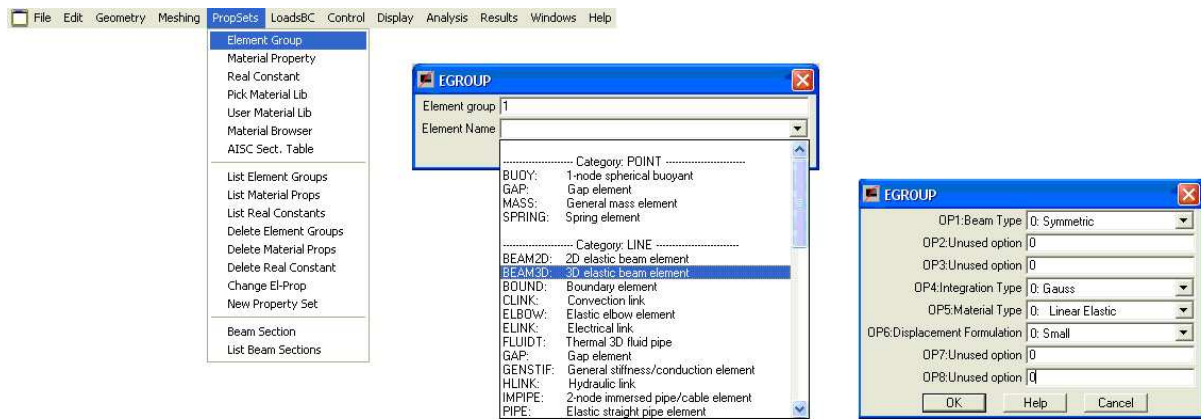 File Edit Geometry Meshing PropSets LoadsBC Control Display Analysis Results Windows Help
Element Group
Material Property
Real Constant
Pick Material Lib
User Material Lib
Material Browser
AISC Sect. Table
List Element Groups
List Material Props
List Real Constants
Delete Element Groups
Delete Material Props
Delete Real Constant
Change El-Prop
New Property Set
Beam Section
List Beam Sections
EGROUP
Element group 1
Element Name
---------------------- Category: POINT ------------------------
BUOY: 1-node spherical buoyant
GAP: Gap element
MASS: General mass element
SPRING: Spring element
---------------------- Category: LINE -------------------------
BEAM2D: 2D elastic beam element
BEAM3D: 3D elastic beam element
BOUND: Boundary element
CLINK: Convection link
ELBOW: Elastic elbow element
ELINK: Electrical link
FLUIDT: Thermal 3D fluid pipe
GAP: Gap element
GENSTIF: General stiffness/conduction element
HLINK: Hydraulic link
IMPIPE: 2-node immersed pipe/cable element
PIPE: Elastic straight pipe element
EGROUP
OP1:Beam Type 0: Symmetric
OP2:Unused option 0
OP3:Unused option 0
OP4:Integration Type 0: Gauss
OP5:Material Type 0: Linear Elastic
OP6:Displacement Formulation 0: Small
OP7:Unused option 0
OP8:Unused option 0
OK Help Cancel